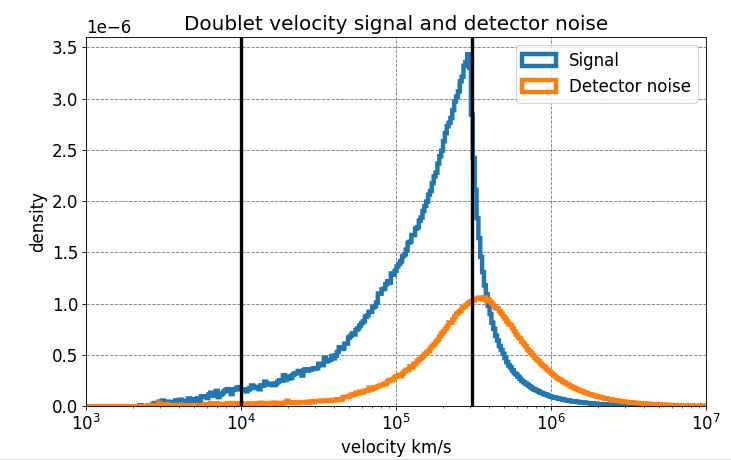 Doublet velocity signal and detector noise
1e−6
Signal
Detector noise
3.5
3.0
2.5
2.0
1.5
1.0
0.5
0.0
density
10³ 10⁴ 10⁵ 10⁶ 10⁷
velocity km/s